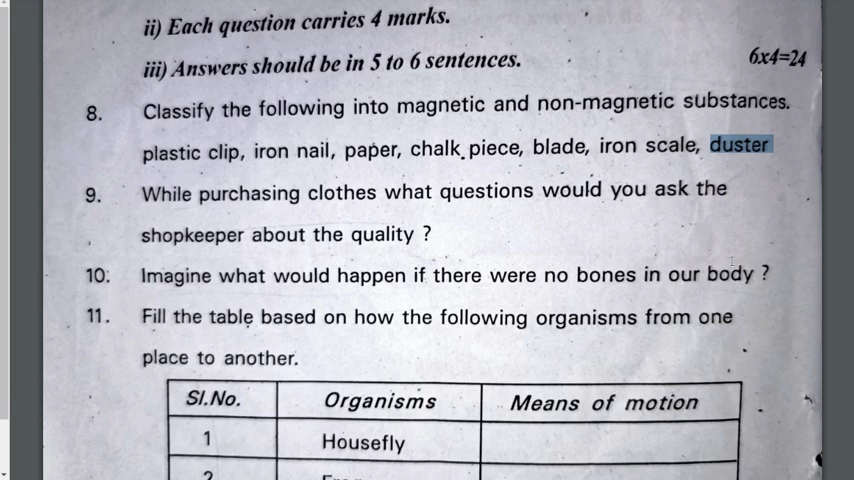 ii) Each question carries 4 marks.
iii) Answers should be in 5 to 6 sentences. 6x4=24
8. Classify the following into magnetic and non-magnetic substances.
plastic clip, iron nail, paper, chalk piece, blade, iron scale, duster
9. While purchasing clothes what questions would you ask the
shopkeeper about the quality ?
10. Imagine what would happen if there were no bones in our body ?
11. Fill the table based on how the following organisms from one
place to another.
Sl.No. Organisms Means of motion
1 Housefly